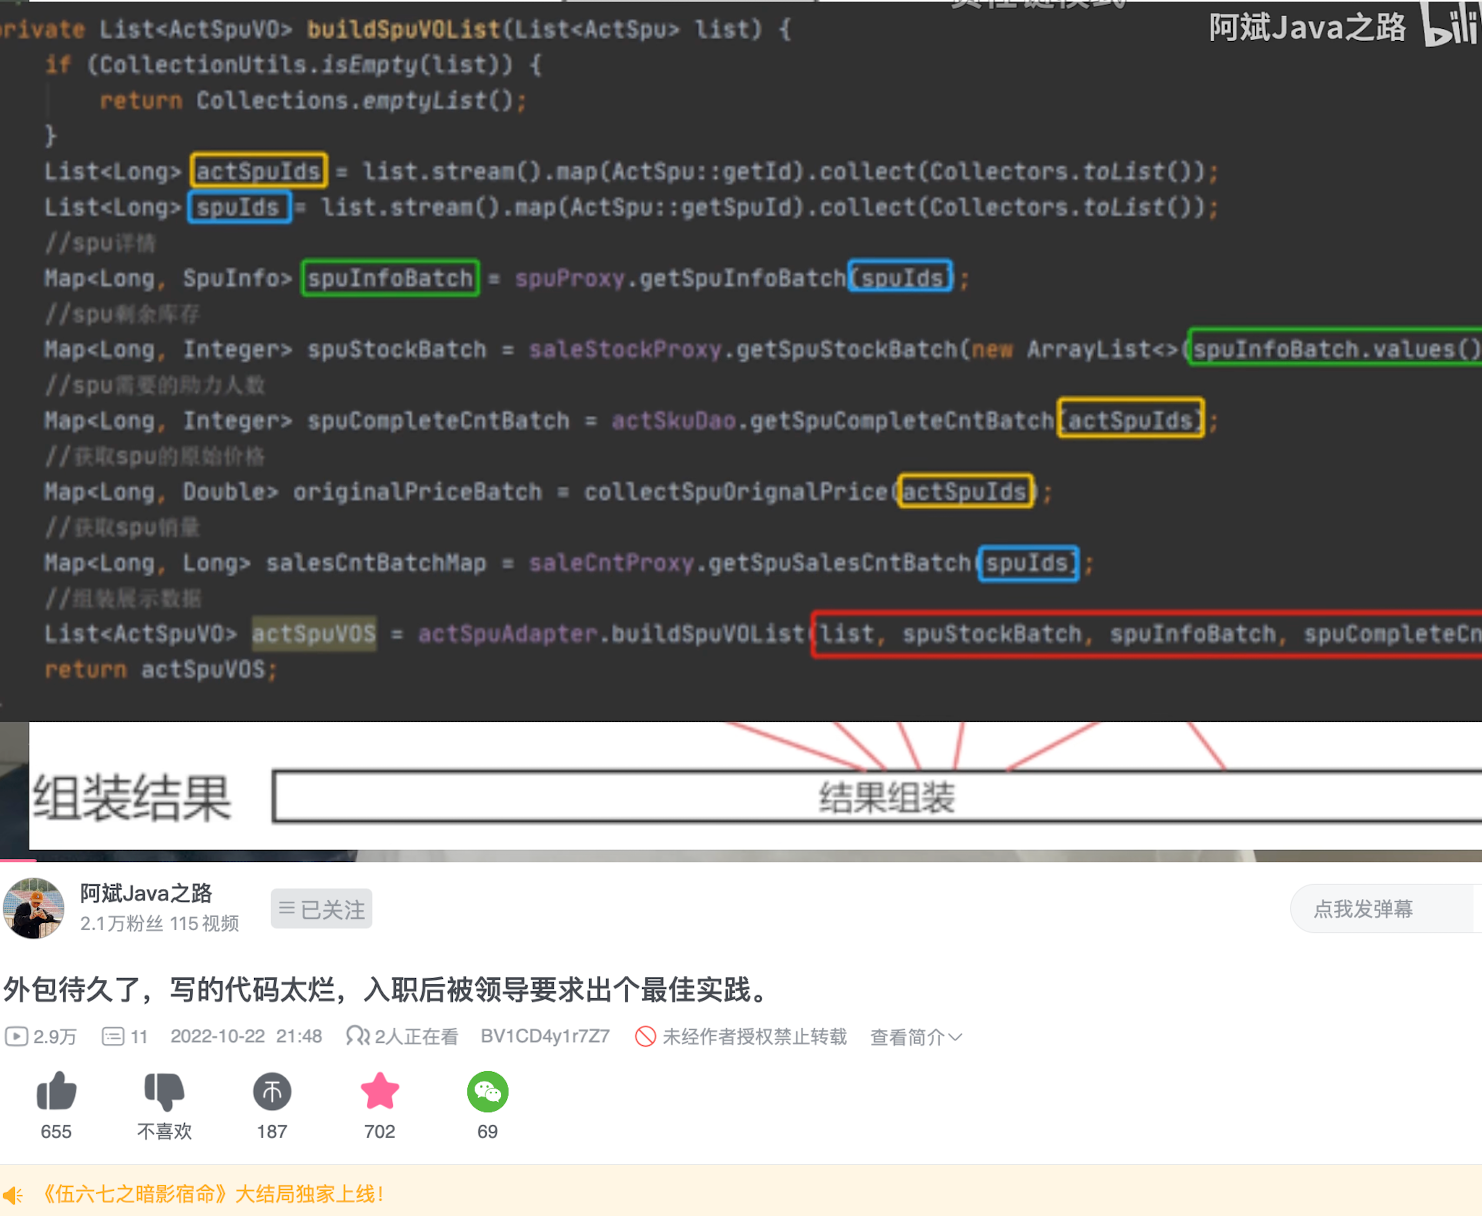 阿斌Java之路 bili
private List<ActSpuVO> buildSpuVOList(List<ActSpu> list) {
if (CollectionUtils.isEmpty(list)) {
return Collections.emptyList();
}
List<Long> actSpuIds = list.stream().map(ActSpu::getId).collect(Collectors.toList());
List<Long> spuIds = list.stream().map(ActSpu::getSpuId).collect(Collectors.toList());
//spu详情
Map<Long, SpuInfo> spuInfoBatch = spuProxy.getSpuInfoBatch(spuIds);
//spu剩余库存
Map<Long, Integer> spuStockBatch = saleStockProxy.getSpuStockBatch(new ArrayList<>(spuInfoBatch.values()
//spu需要的助力人数
Map<Long, Integer> spuCompleteCntBatch = actSkuDao.getSpuCompleteCntBatch(actSpuIds);
//获取spu的原始价格
Map<Long, Double> originalPriceBatch = collectSpuOrignalPrice(actSpuIds);
//获取spu销量
Map<Long, Long> salesCntBatchMap = saleCntProxy.getSpuSalesCntBatch(spuIds);
//组装展示数据
List<ActSpuVO> actSpuVOS = actSpuAdapter.buildSpuVOList(list, spuStockBatch, spuInfoBatch, spuCompleteCn
return actSpuVOS;
组装结果
结果组装
阿斌Java之路
2.1万粉丝 115视频
已关注
点我发弹幕
外包待久了，写的代码太烂，入职后被领导要求出个最佳实践。
2.9万 11 2022-10-22 21:48 2人正在看 BV1CD4y1r7Z7 未经作者授权禁止转载 查看简介
655 不喜欢 187 702 69
《伍六七之暗影宿命》大结局独家上线！